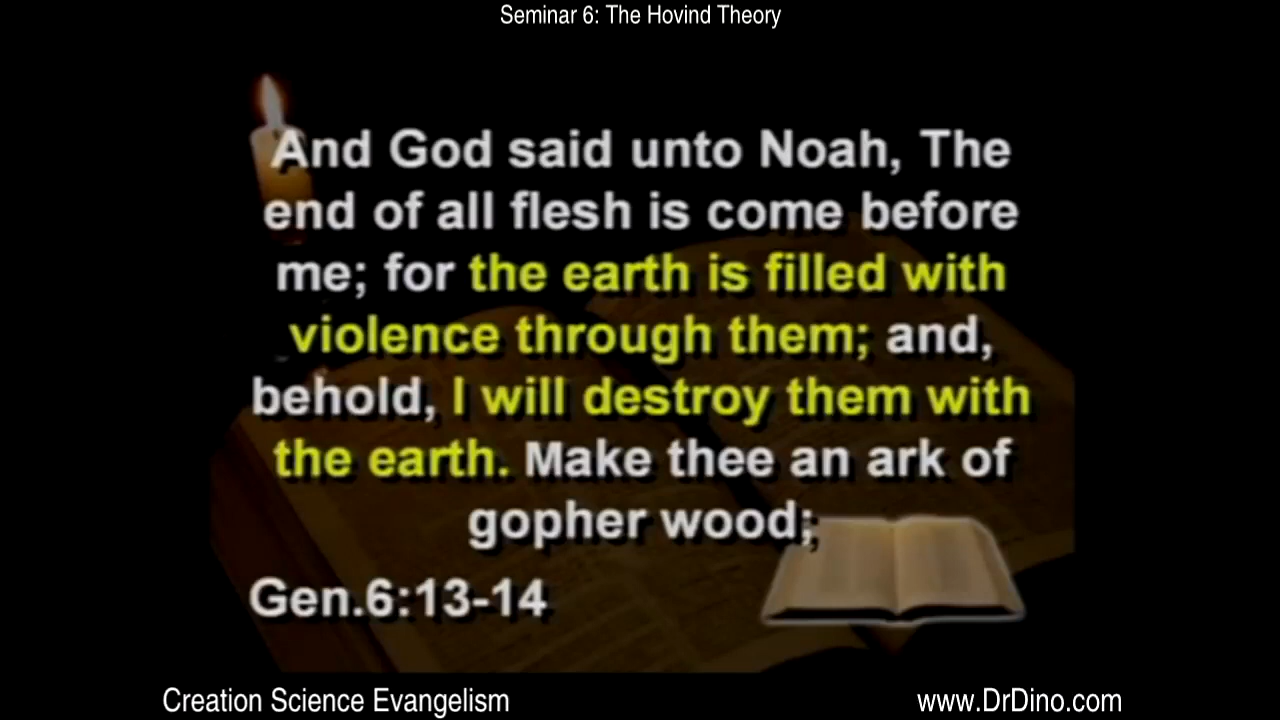 Seminar 6: The Hovind Theory
And God said unto Noah, The
end of all flesh is come before
me; for the earth is filled with
violence through them; and,
behold, I will destroy them with
the earth. Make thee an ark of
gopher wood;
Gen.6:13-14
Creation Science Evangelism
www.DrDino.com